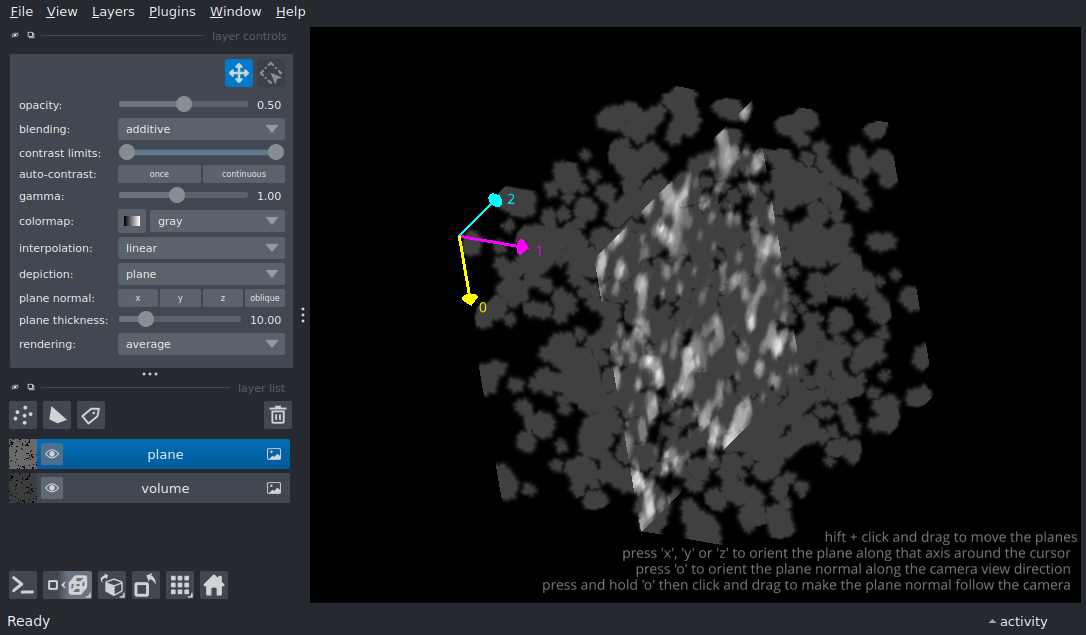 File View Layers Plugins Window Help
layer controls
opacity: 0.50
blending: additive
contrast limits:
auto-contrast: once continuous
gamma: 1.00
colormap: gray
interpolation: linear
depiction: plane
plane normal: x y z oblique
plane thickness: 10.00
rendering: average
layer list
plane
volume
2
1
0
hift + click and drag to move the planes
press 'x', 'y' or 'z' to orient the plane along that axis around the cursor
press 'o' to orient the plane normal along the camera view direction
press and hold 'o' then click and drag to make the plane normal follow the camera
Ready
activity